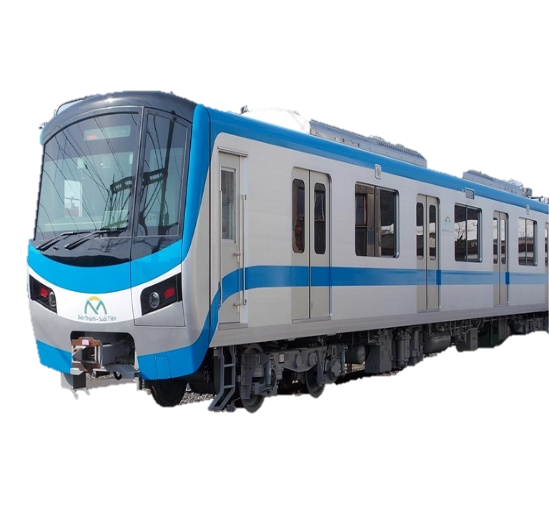 Bến Thành - Suối Tiên